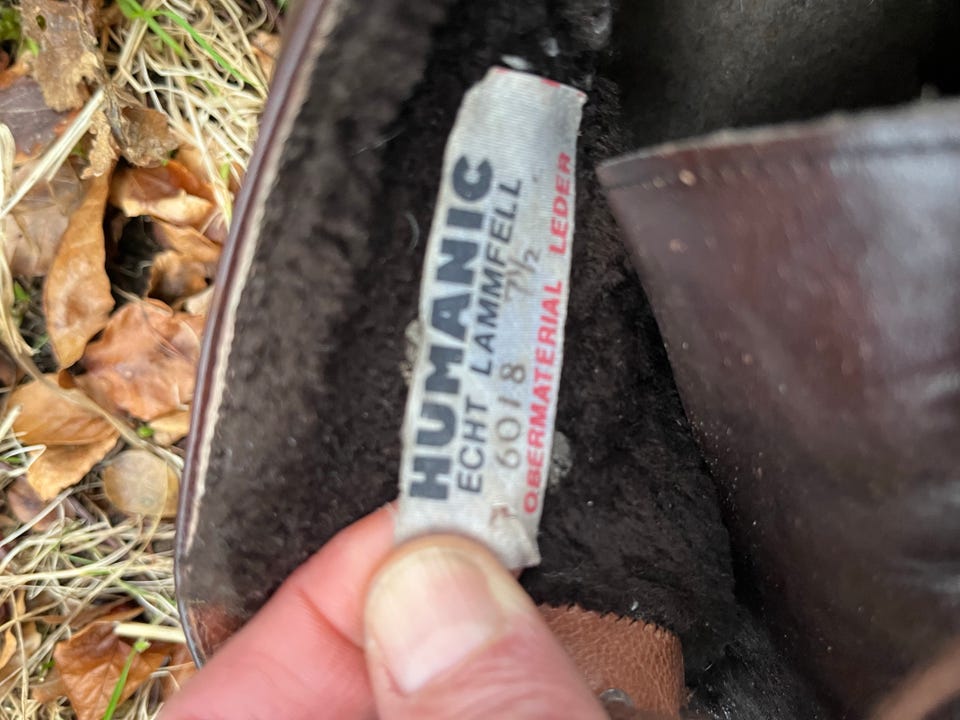 HUMANIC
ECHT LAMMFELL
6018 7½
OBERMATERIAL LEDER